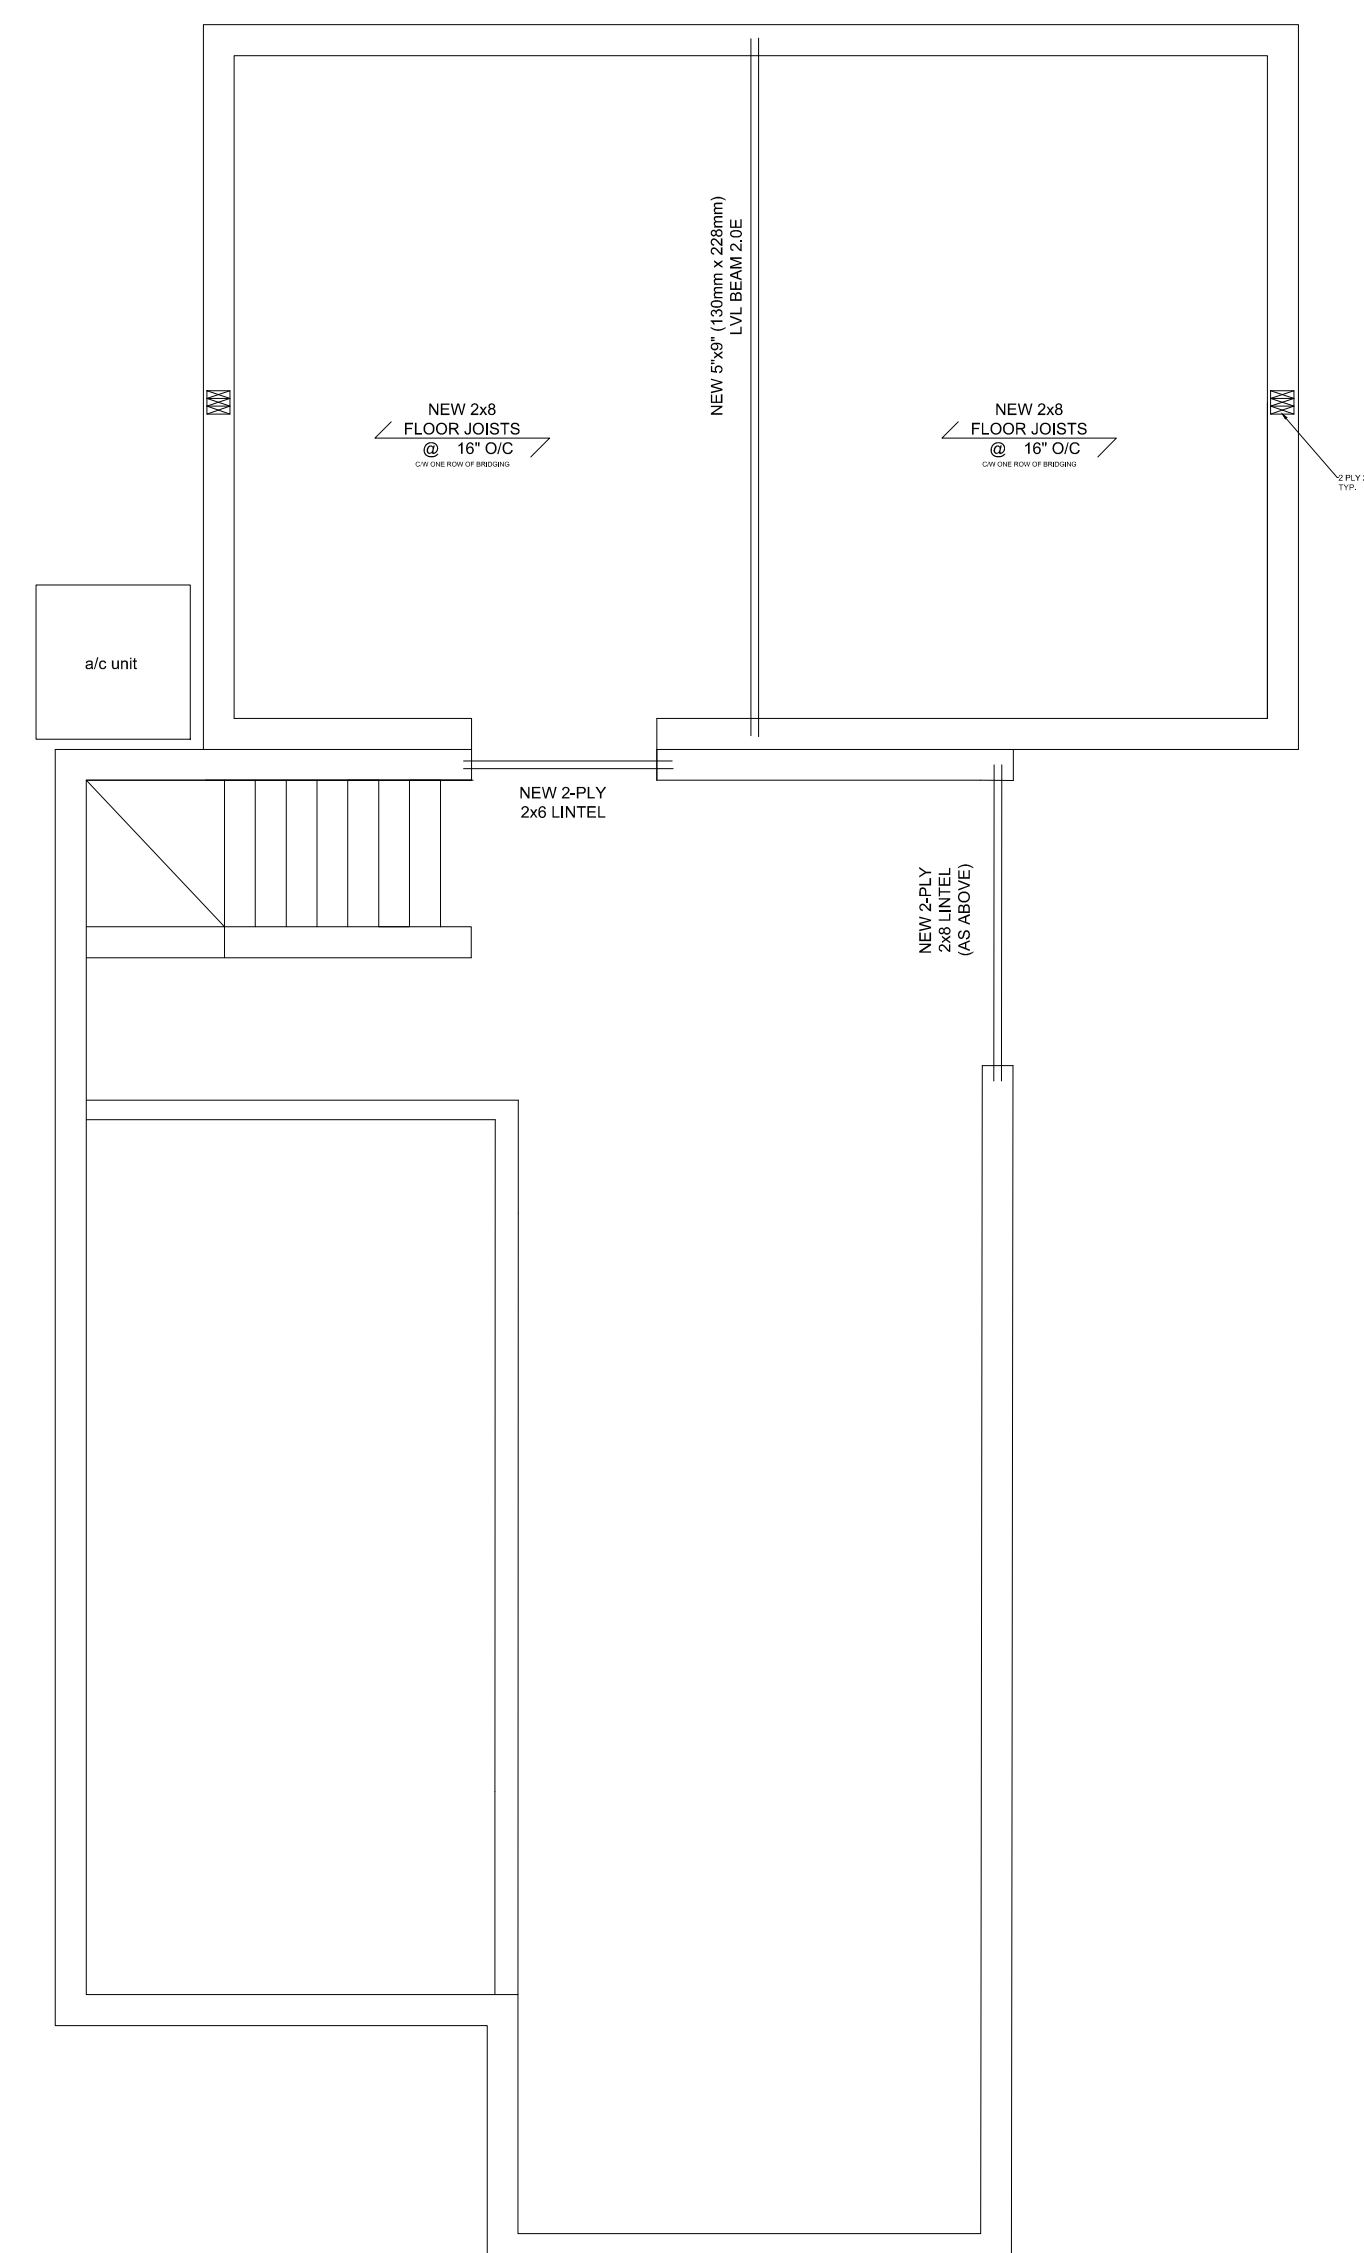 NEW 5"x9" (130mm x 228mm)
LVL BEAM 2.0E
NEW 2x8
FLOOR JOISTS
@ 16" O/C
C/W ONE ROW OF BRIDGING
NEW 2x8
FLOOR JOISTS
@ 16" O/C
C/W ONE ROW OF BRIDGING
2 PLY
TYP.
a/c unit
NEW 2-PLY
2x6 LINTEL
NEW 2-PLY
2x8 LINTEL
(AS ABOVE)